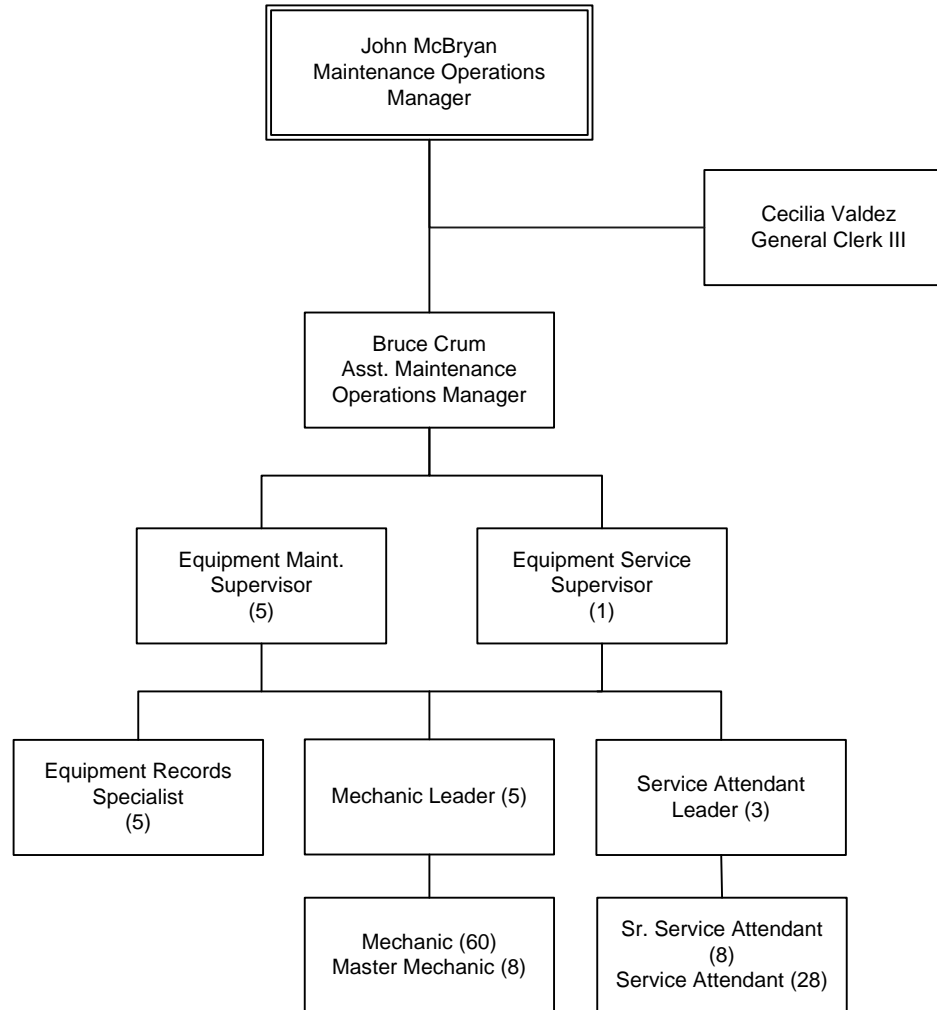 John McBryan
Maintenance Operations
Manager
Cecilia Valdez
General Clerk III
Bruce Crum
Asst. Maintenance
Operations Manager
Equipment Maint.
Supervisor
(5)
Equipment Service
Supervisor
(1)
Equipment Records
Specialist
(5)
Mechanic Leader (5)
Service Attendant
Leader (3)
Mechanic (60)
Master Mechanic (8)
Sr. Service Attendant
(8)
Service Attendant (28)